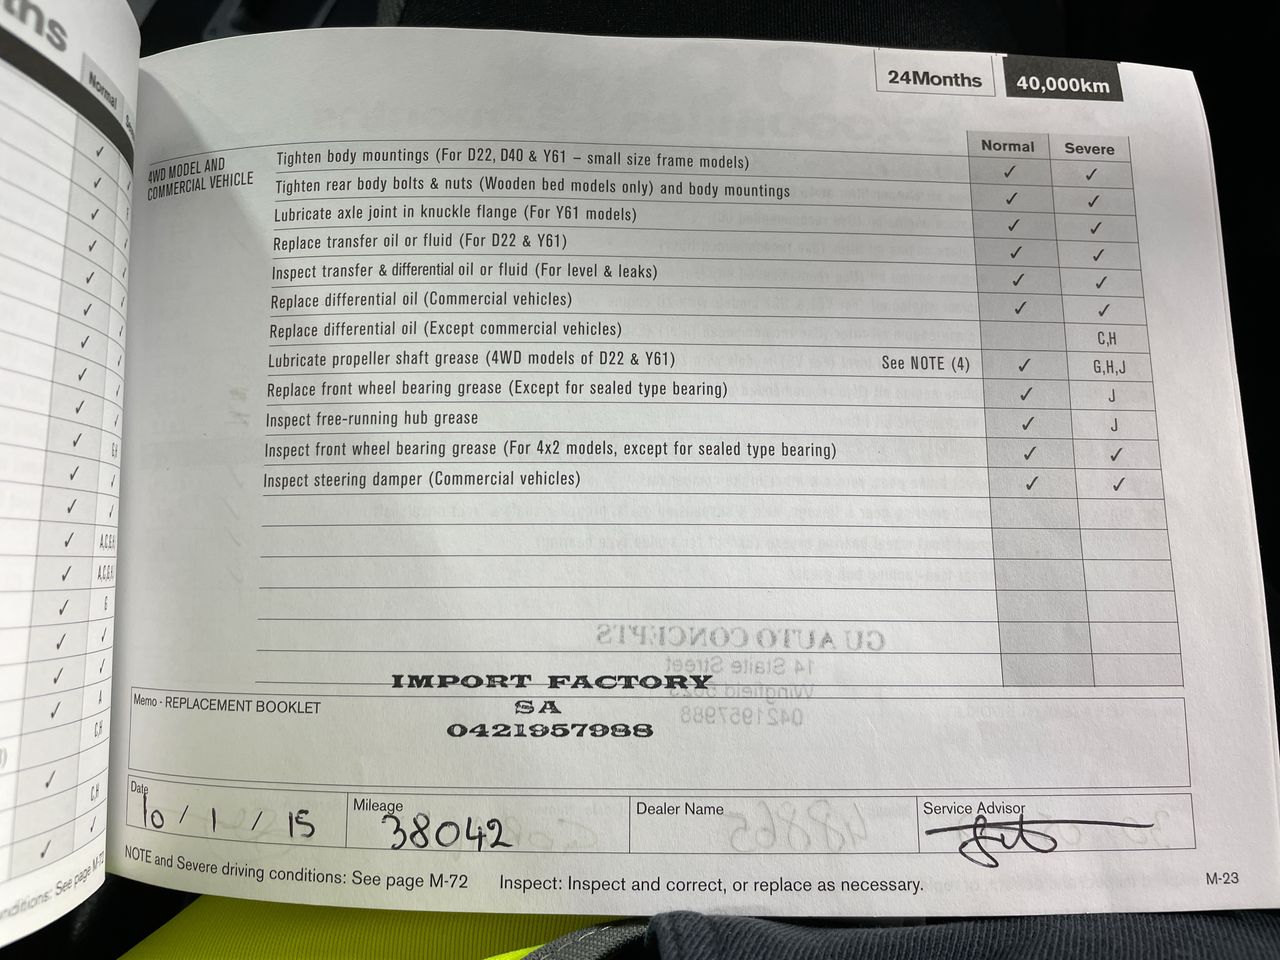 ths
Normal
24Months 40,000km
Normal Severe
4WD MODEL AND
COMMERCIAL VEHICLE
Tighten body mountings (For D22, D40 & Y61 – small size frame models) ✓ ✓
Tighten rear body bolts & nuts (Wooden bed models only) and body mountings ✓ ✓
Lubricate axle joint in knuckle flange (For Y61 models) ✓ ✓
Replace transfer oil or fluid (For D22 & Y61) ✓ ✓
Inspect transfer & differential oil or fluid (For level & leaks) ✓ ✓
Replace differential oil (Commercial vehicles) ✓ ✓
Replace differential oil (Except commercial vehicles) C,H
Lubricate propeller shaft grease (4WD models of D22 & Y61) See NOTE (4) ✓ G,H,J
Replace front wheel bearing grease (Except for sealed type bearing) ✓ J
Inspect free-running hub grease ✓ J
Inspect front wheel bearing grease (For 4x2 models, except for sealed type bearing) ✓ ✓
Inspect steering damper (Commercial vehicles) ✓ ✓
GU AUTO CONCEPTS
14 Staite Street
Wingfield
0421957988
IMPORT FACTORY
SA
0421957988
Memo - REPLACEMENT BOOKLET
Date
10 / 1 / 15
Mileage
38042
Dealer Name
48865
Service Advisor
NOTE and Severe driving conditions: See page M-72 Inspect: Inspect and correct, or replace as necessary.
M-23